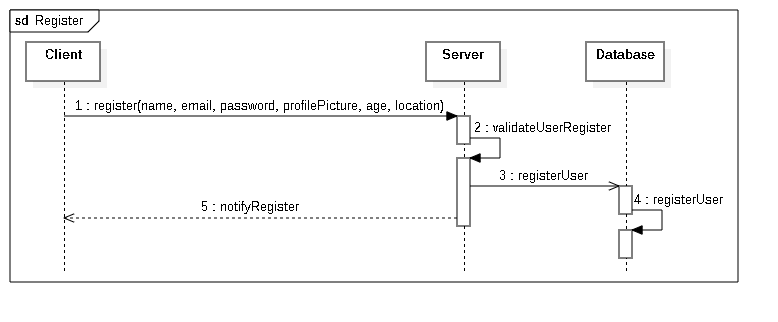 sd Register
Client
Server
Database
1 : register(name, email, password, profilePicture, age, location)
2 : validateUserRegister
3 : registerUser
4 : registerUser
5 : notifyRegister